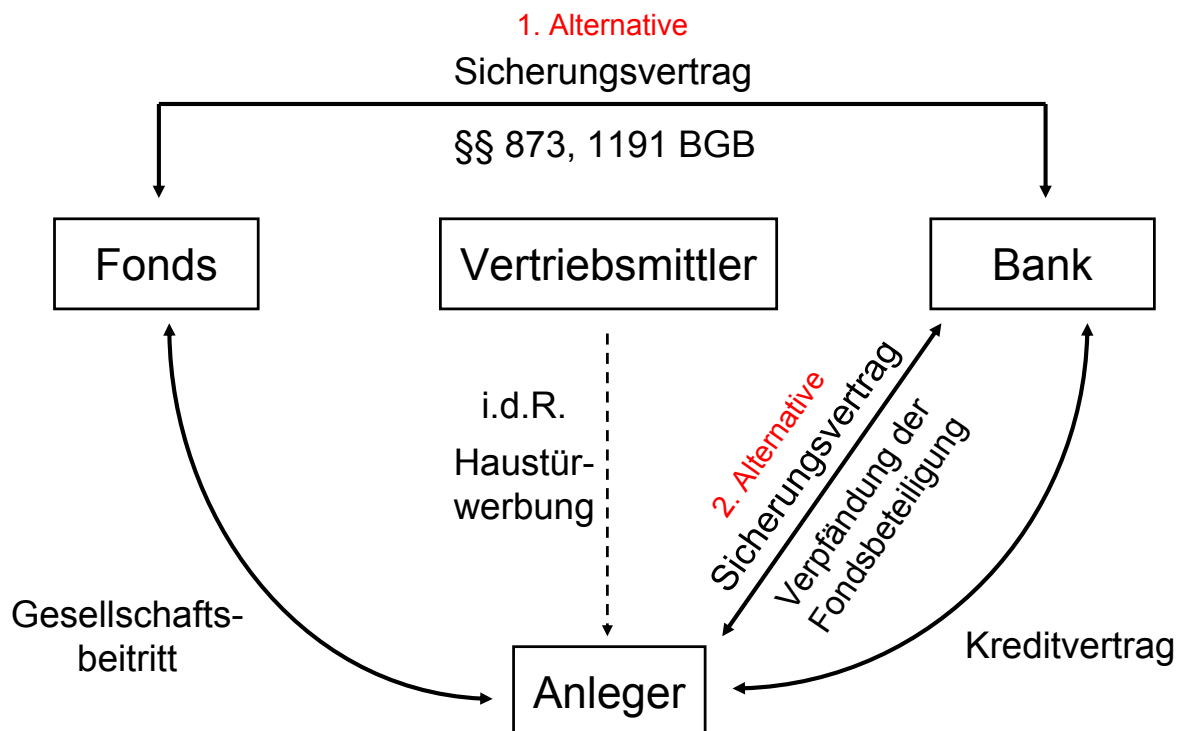 1. Alternative
Sicherungsvertrag
§§ 873, 1191 BGB
Fonds
Vertriebsmittler
Bank
i.d.R.
Haustür-
werbung
2. Alternative
Sicherungsvertrag
Verpfändung der
Fondsbeteiligung
Gesellschafts-
beitritt
Kreditvertrag
Anleger